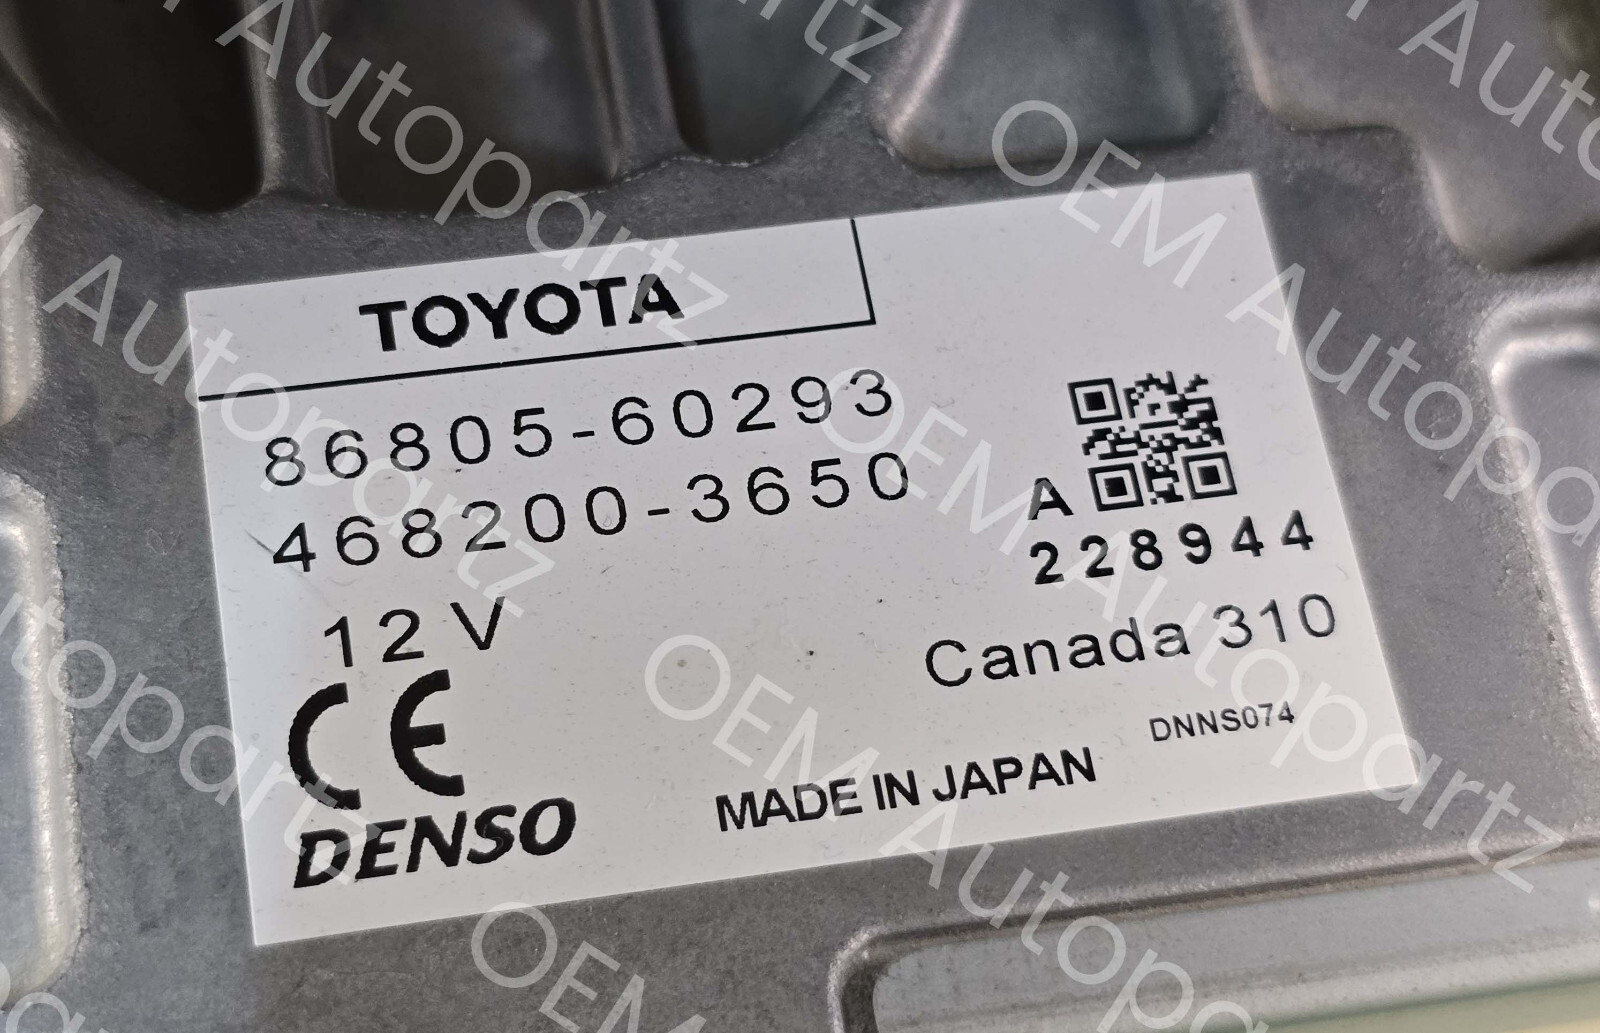 TOYOTA
86805-60293
468200-3650
A
228944
12V
Canada 310
DNNS074
CE
DENSO
MADE IN JAPAN
OEM Autopartz
OEM Autopartz
OEM Autopartz
OEM Autopartz